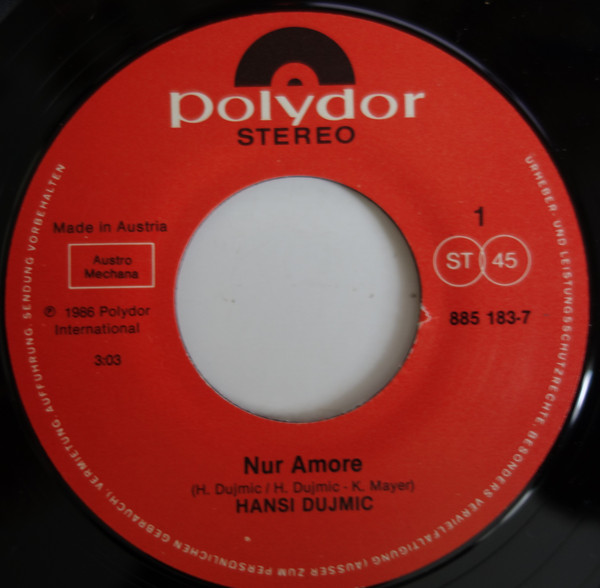 polydor
STEREO
Made in Austria
Austro
Mechana
℗ 1986 Polydor
International
3:03
1
ST 45
885 183-7
Nur Amore
(H. Dujmic / H. Dujmic - K. Mayer)
HANSI DUJMIC
URHEBER- UND LEISTUNGSSCHUTZRECHTE, BESONDERS VERVIELFÄLTIGUNG (AUSSER ZUM PERSÖNLICHEN GEBRAUCH), VERMIETUNG, AUFFÜHRUNG, SENDUNG VORBEHALTEN